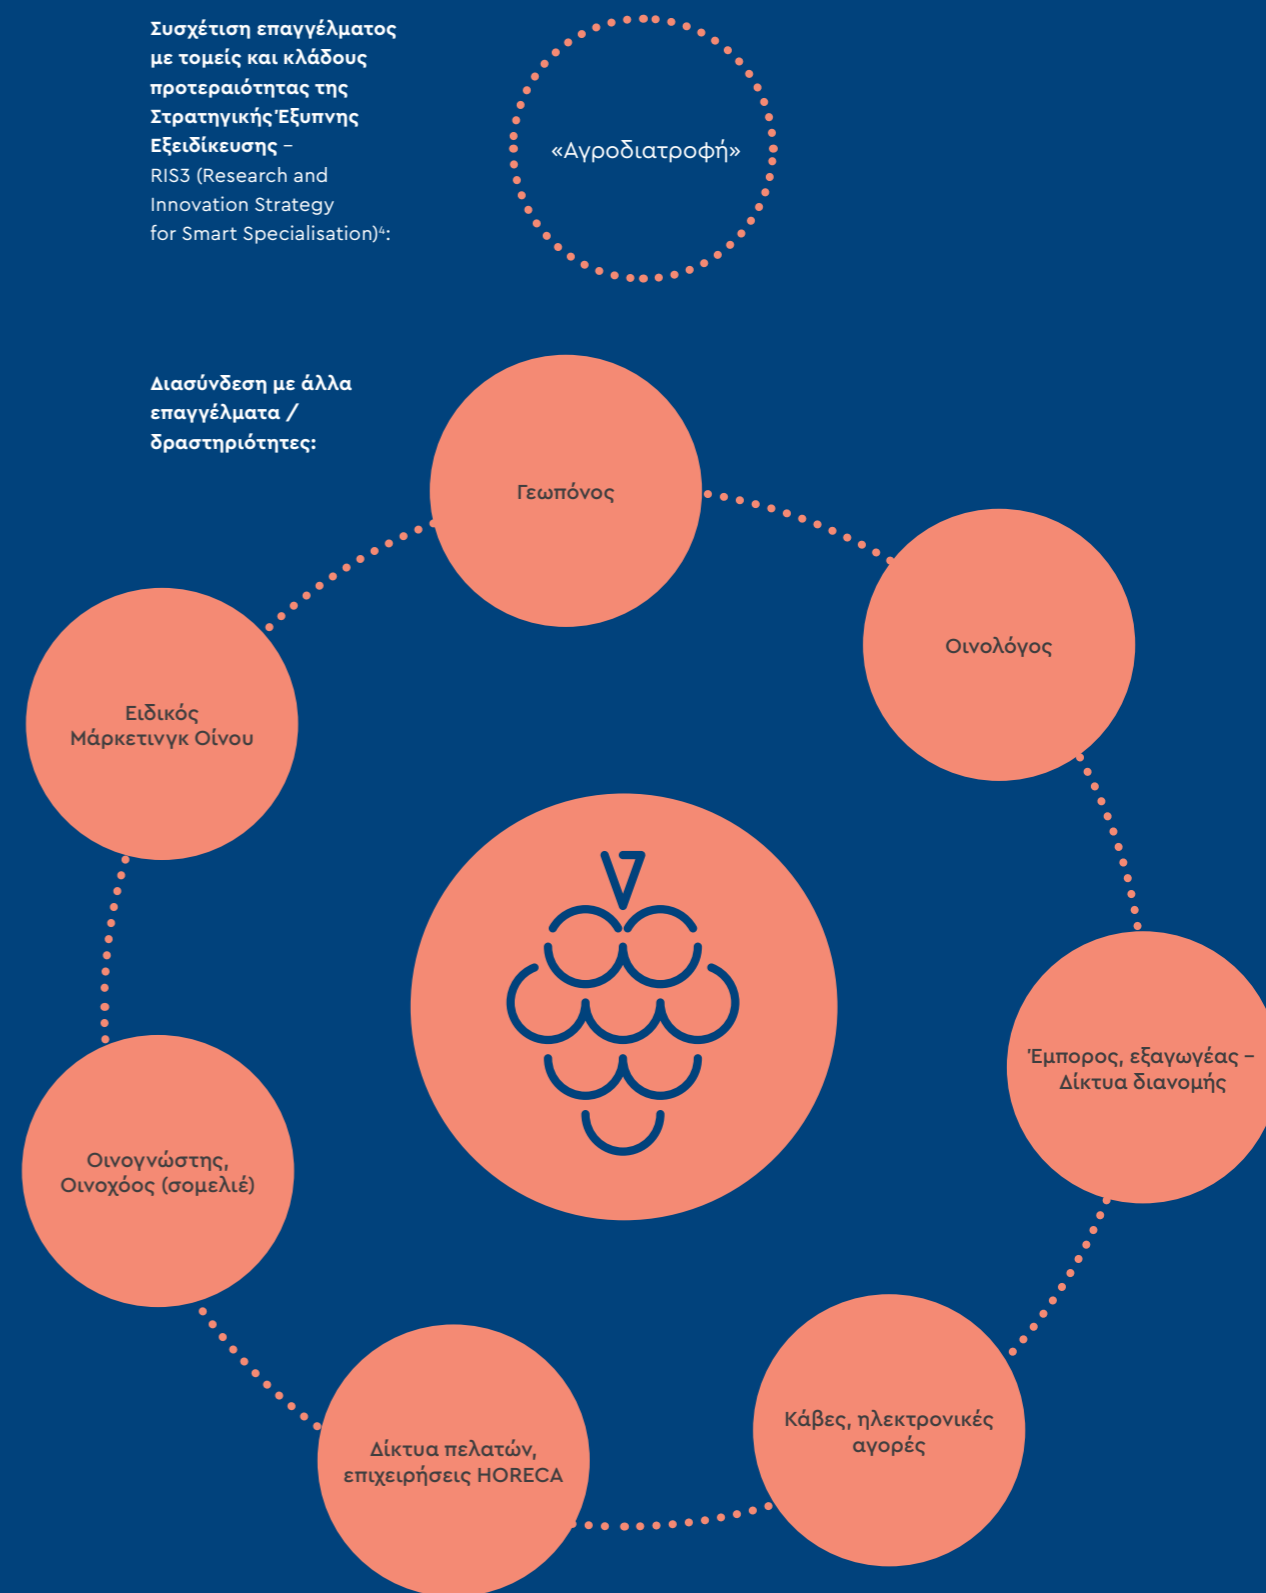 Συσχέτιση επαγγέλματος
με τομείς και κλάδους
προτεραιότητας της
Στρατηγικής Έξυπνης
Εξειδίκευσης –
RIS3 (Research and
Innovation Strategy
for Smart Specialisation)⁴:
«Αγροδιατροφή»
Διασύνδεση με άλλα
επαγγέλματα /
δραστηριότητες:
Γεωπόνος
Οινολόγος
Ειδικός
Μάρκετινγκ Οίνου
Έμπορος, εξαγωγέας –
Δίκτυα διανομής
Οινογνώστης,
Οινοχόος (σομελιέ)
Κάβες, ηλεκτρονικές
αγορές
Δίκτυα πελατών,
επιχειρήσεις HORECA